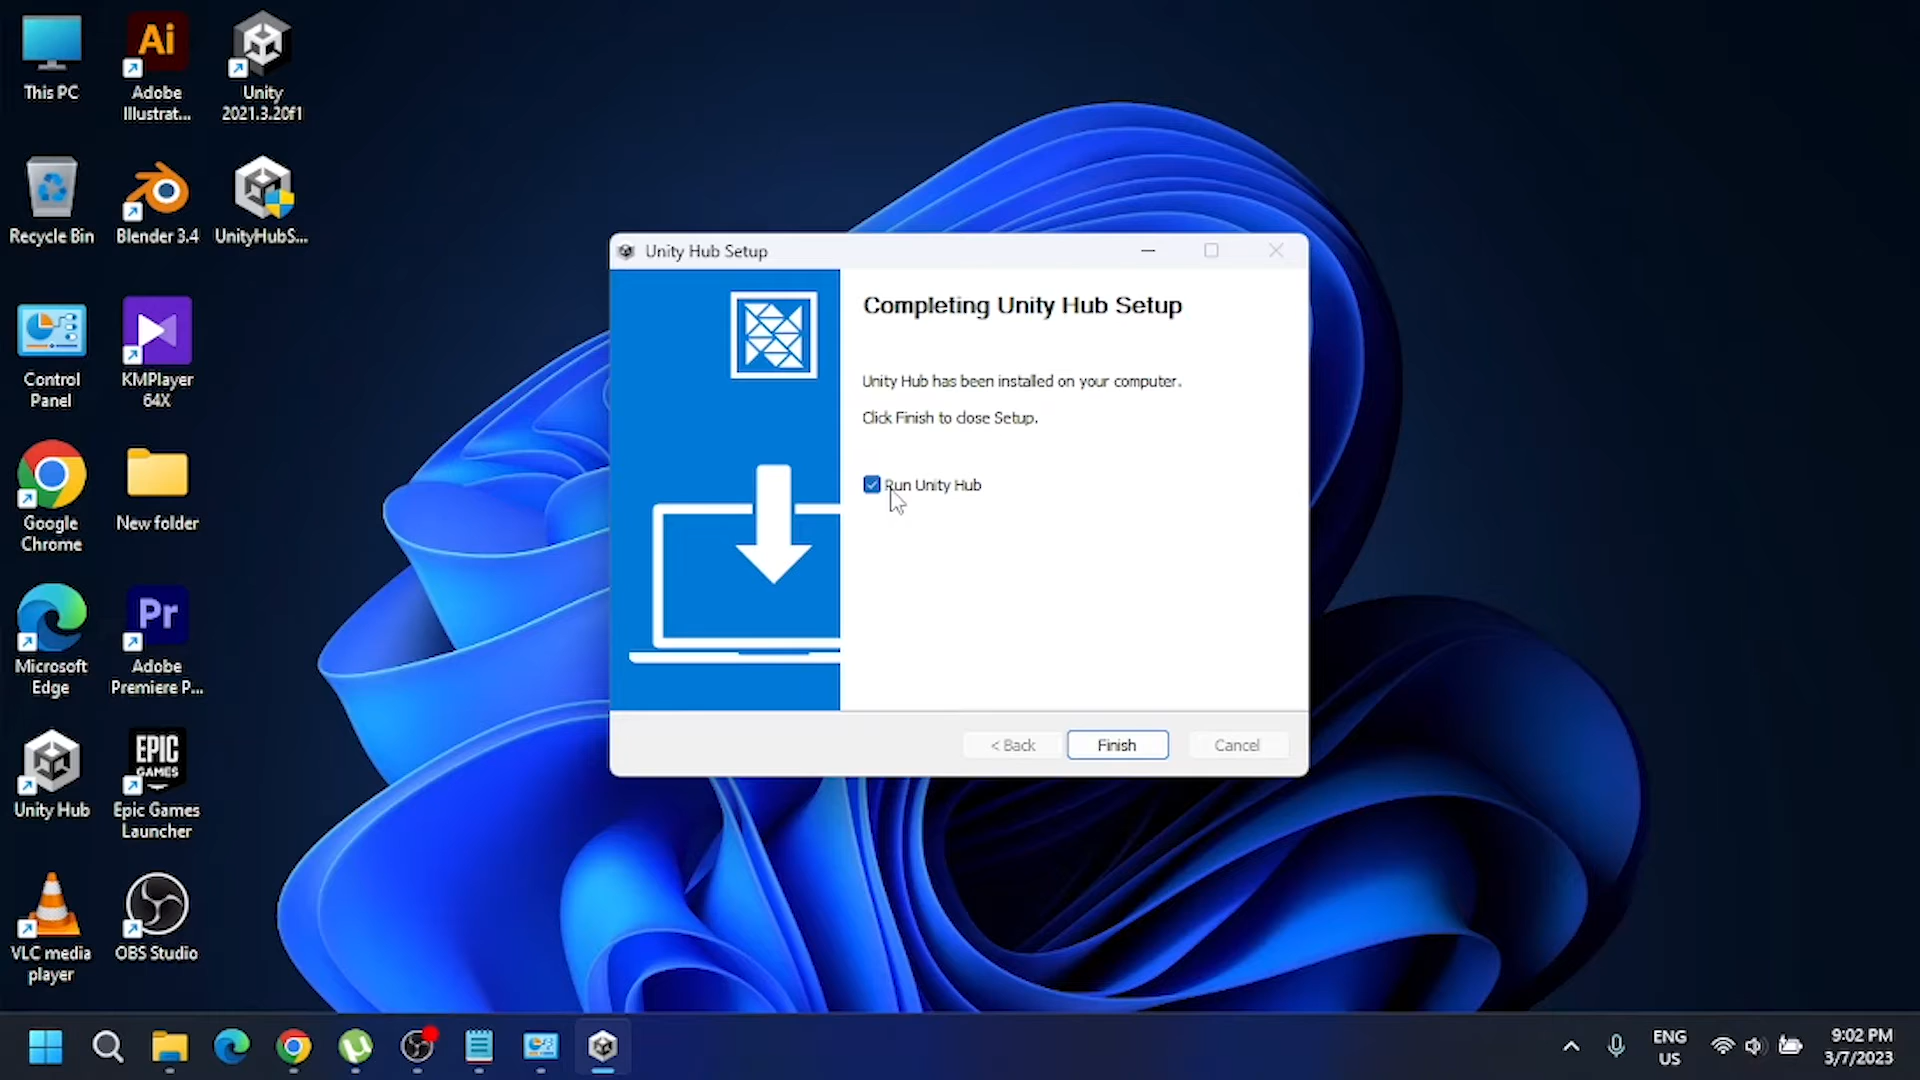 This PC
Ai
Adobe
Illustrat...
Unity
2021.3.20f1
Recycle Bin
Blender 3.4
UnityHubS...
Control
Panel
KMPlayer
64X
Google
Chrome
New folder
Microsoft
Edge
Pr
Adobe
Premiere P...
Unity Hub
EPIC
GAMES
Epic Games
Launcher
VLC media
player
OBS Studio
Unity Hub Setup
Completing Unity Hub Setup
Unity Hub has been installed on your computer.
Click Finish to close Setup.
Run Unity Hub
< Back
Finish
Cancel
ENG
US
9:02 PM
3/7/2023